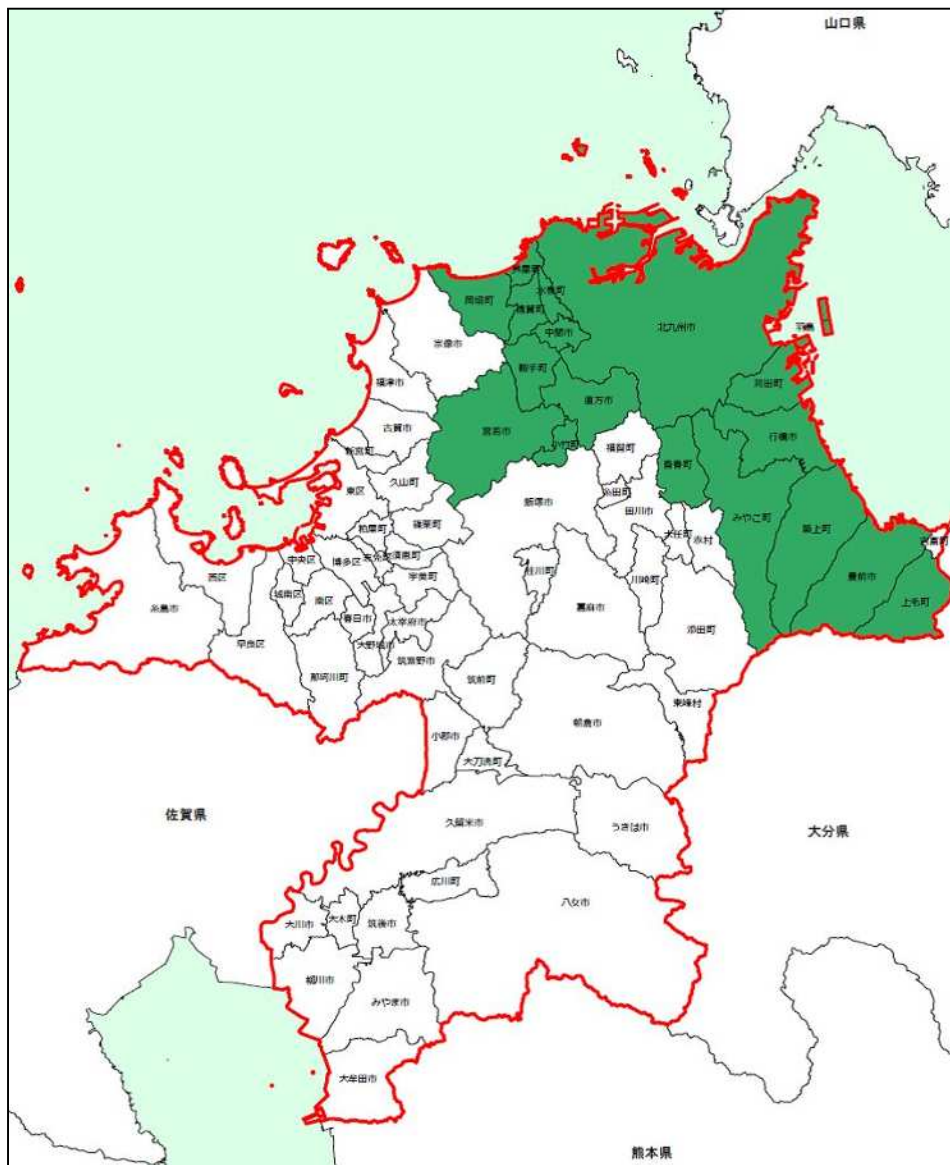 山口県
芦屋町
水巻町
岡垣町
遠賀町
中間市
北九州市
羽島
宗像市
鞍手町
苅田町
福津市
直方市
宮若市
小竹町
古賀市
行橋市
福智町
香春町
新宮町
久山町
東区
飯塚市
糸田町
田川市
みやこ町
粕屋町
篠栗町
築上町
大任町
赤村
吉富町
中央区
博多区
志免町
須恵町
宇美町
桂川町
川崎町
豊前市
西区
城南区
南区
上毛町
糸島市
春日市
太宰府市
嘉麻市
添田町
早良区
大野城市
筑紫野市
那珂川町
筑前町
東峰村
小郡市
朝倉市
大刀洗町
佐賀県
久留米市
うきは市
大分県
広川町
八女市
大川市
大木町
筑後市
柳川市
みやま市
大牟田市
熊本県